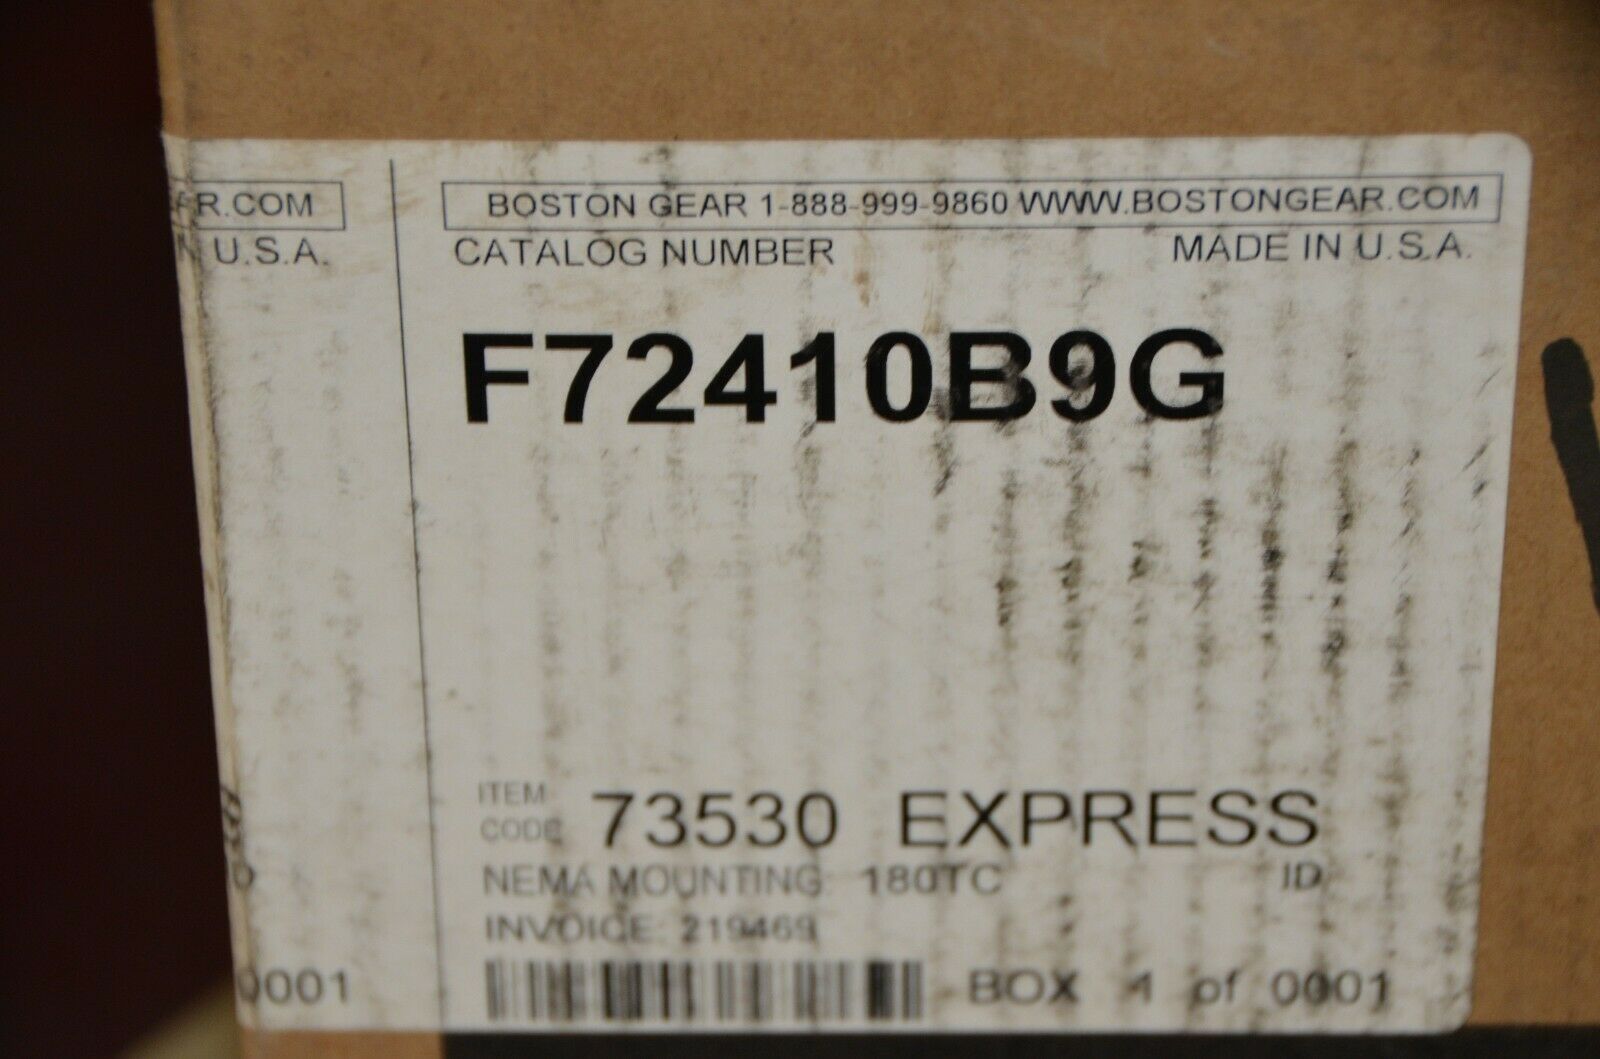 R.COM
BOSTON GEAR 1-888-999-9860 WWW.BOSTONGEAR.COM
N U.S.A.
CATALOG NUMBER
MADE IN U.S.A.
F72410B9G
ITEM CODE 73530 EXPRESS
NEMA MOUNTING: 180TC
ID
INVOICE: 219469
0001
BOX 1 of 0001